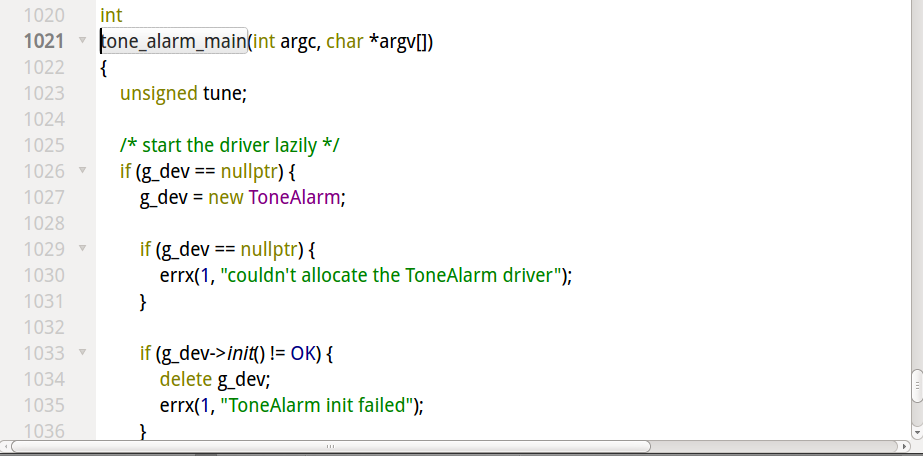 1020 int
1021 tone_alarm_main(int argc, char *argv[])
1022 {
1023 unsigned tune;
1024
1025 /* start the driver lazily */
1026 if (g_dev == nullptr) {
1027 g_dev = new ToneAlarm;
1028
1029 if (g_dev == nullptr) {
1030 errx(1, "couldn't allocate the ToneAlarm driver");
1031 }
1032
1033 if (g_dev->init() != OK) {
1034 delete g_dev;
1035 errx(1, "ToneAlarm init failed");
1036 }